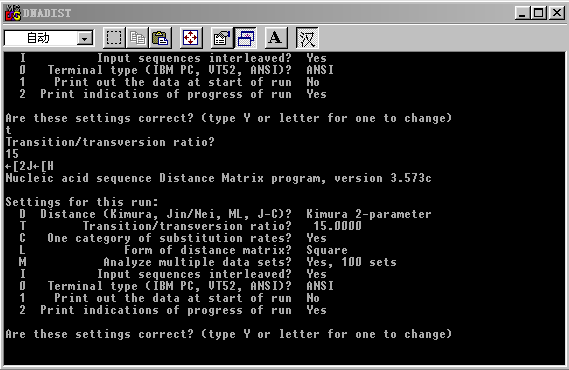 DNADIST
自动
A 汉
I Input sequences interleaved? Yes
0 Terminal type (IBM PC, VT52, ANSI)? ANSI
1 Print out the data at start of run No
2 Print indications of progress of run Yes
Are these settings correct? (type Y or letter for one to change)
t
Transition/transversion ratio?
15
←[2J←[H
Nucleic acid sequence Distance Matrix program, version 3.573c
Settings for this run:
D Distance (Kimura, Jin/Nei, ML, J-C)? Kimura 2-parameter
T Transition/transversion ratio? 15.0000
C One category of substitution rates? Yes
L Form of distance matrix? Square
M Analyze multiple data sets? Yes, 100 sets
I Input sequences interleaved? Yes
0 Terminal type (IBM PC, VT52, ANSI)? ANSI
1 Print out the data at start of run No
2 Print indications of progress of run Yes
Are these settings correct? (type Y or letter for one to change)